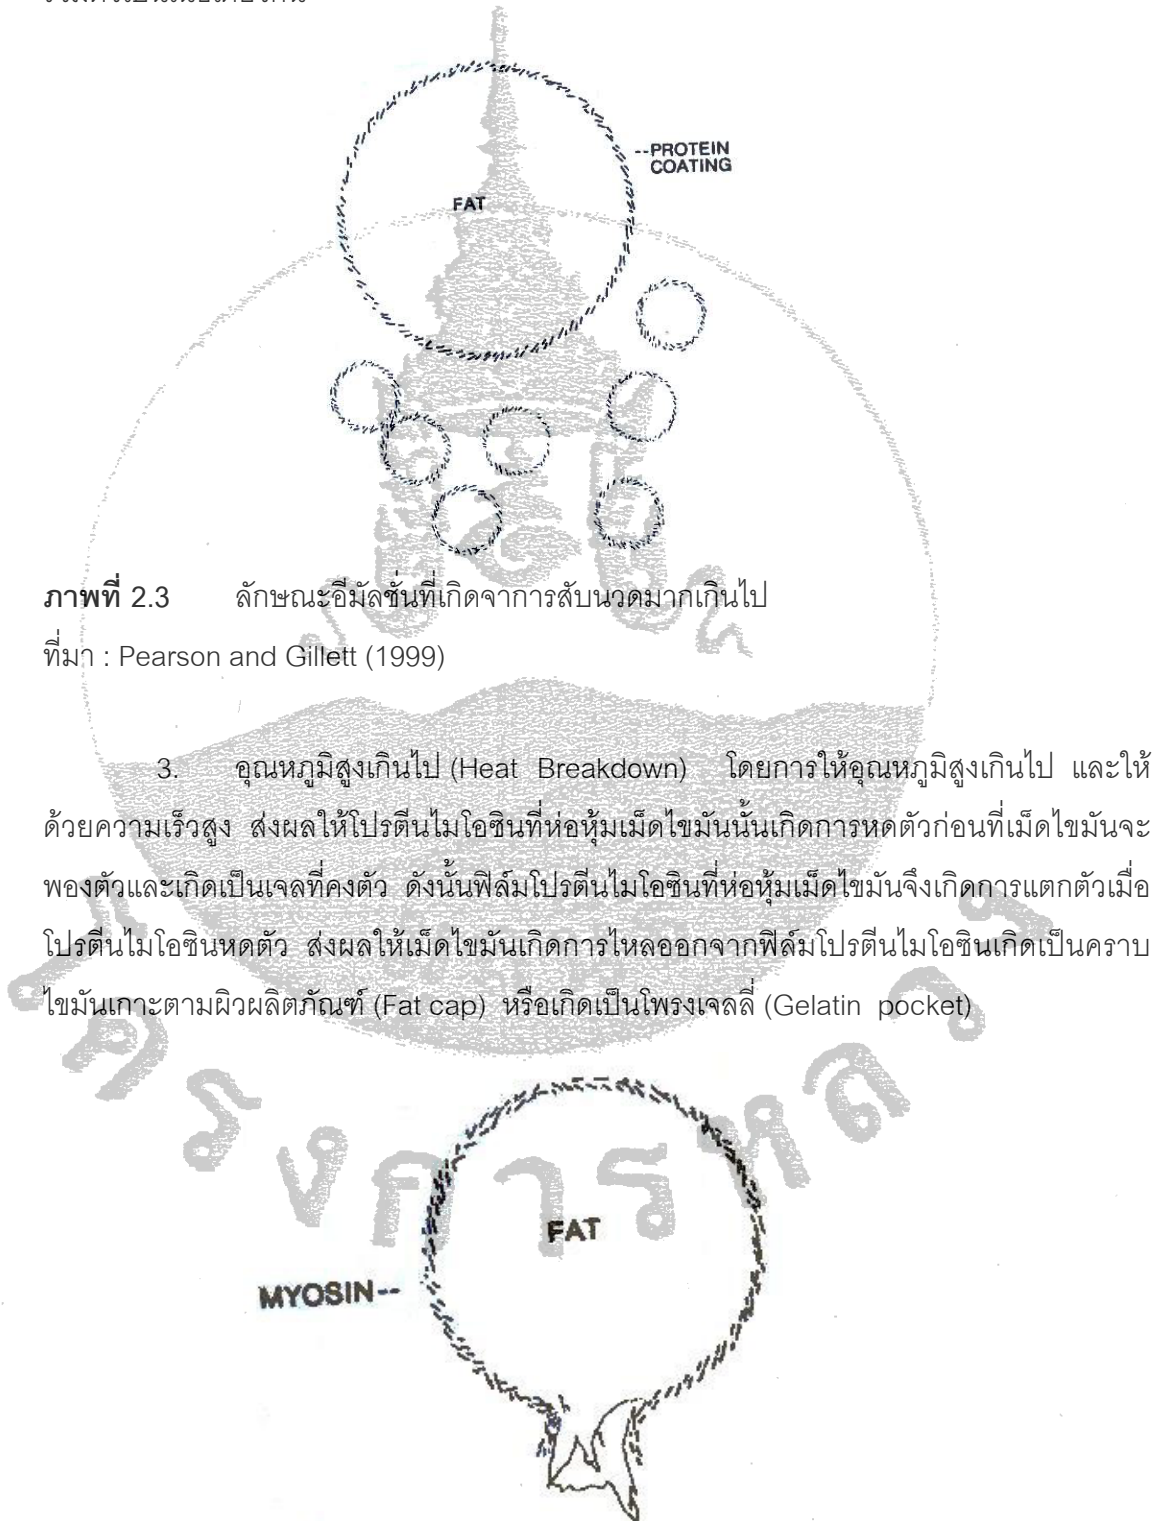 --PROTEIN
COATING
FAT
ภาพที่ 2.3 ลักษณะอีมัลชั่นที่เกิดจาการสับนวดมากเกินไป
ที่มา : Pearson and Gillett (1999)
3. อุณหภูมิสูงเกินไป (Heat Breakdown) โดยการให้อุณหภูมิสูงเกินไป และให้
ด้วยความเร็วสูง ส่งผลให้โปรตีนไมโอซินที่ห่อหุ้มเม็ดไขมันนั้นเกิดการหดตัวก่อนที่เม็ดไขมันจะ
พองตัวและเกิดเป็นเจลที่คงตัว ดังนั้นฟิล์มโปรตีนไมโอซินที่ห่อหุ้มเม็ดไขมันจึงเกิดการแตกตัวเมื่อ
โปรตีนไมโอซินหดตัว ส่งผลให้เม็ดไขมันเกิดการไหลออกจากฟิล์มโปรตีนไมโอซินเกิดเป็นคราบ
ไขมันเกาะตามผิวผลิตภัณฑ์ (Fat cap) หรือเกิดเป็นโพรงเจลลี่ (Gelatin pocket)
FAT
MYOSIN--